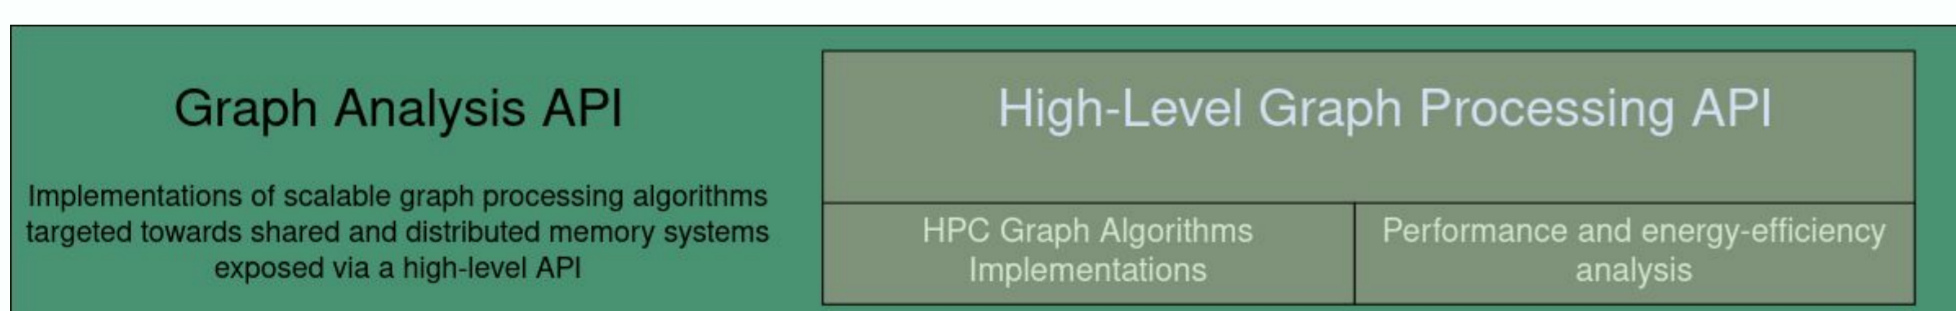 Graph Analysis API
Implementations of scalable graph processing algorithms
targeted towards shared and distributed memory systems
exposed via a high-level API
High-Level Graph Processing API
HPC Graph Algorithms
Implementations
Performance and energy-efficiency
analysis